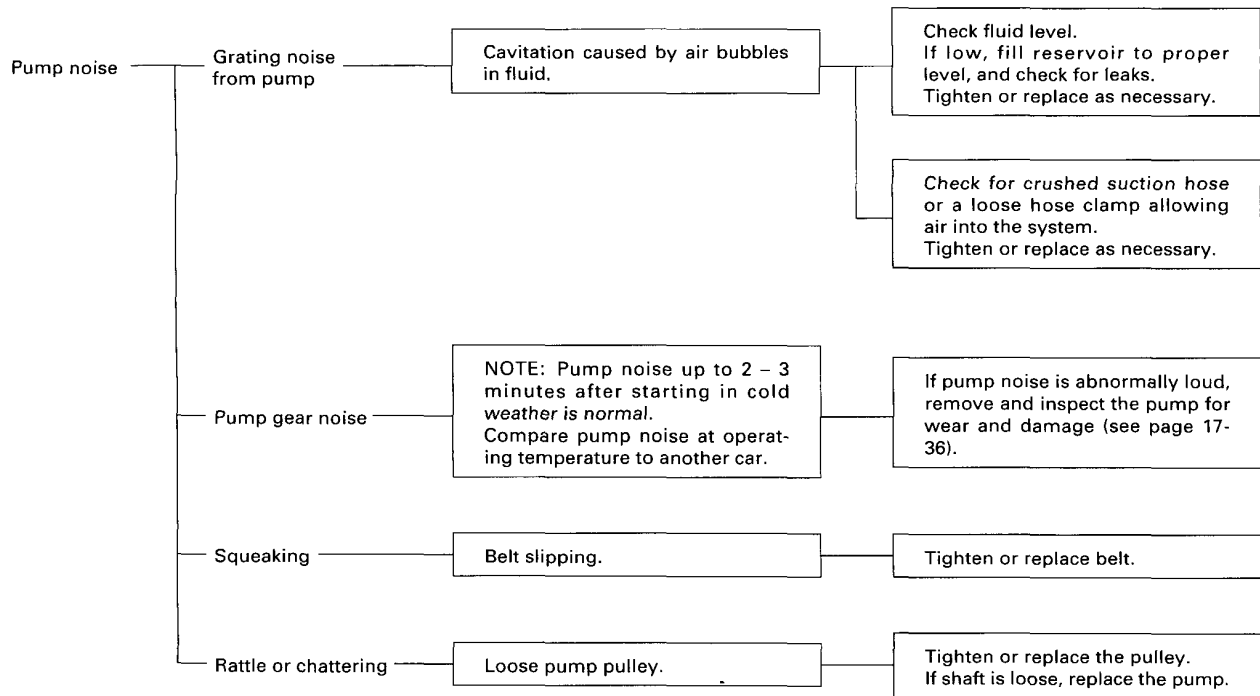 Pump noise
Grating noise
from pump
Cavitation caused by air bubbles
in fluid.
Check fluid level.
If low, fill reservoir to proper
level, and check for leaks.
Tighten or replace as necessary.
Check for crushed suction hose
or a loose hose clamp allowing
air into the system.
Tighten or replace as necessary.
Pump gear noise
NOTE: Pump noise up to 2 – 3
minutes after starting in cold
weather is normal.
Compare pump noise at operat-
ing temperature to another car.
If pump noise is abnormally loud,
remove and inspect the pump for
wear and damage (see page 17-
36).
Squeaking
Belt slipping.
Tighten or replace belt.
Rattle or chattering
Loose pump pulley.
Tighten or replace the pulley.
If shaft is loose, replace the pump.